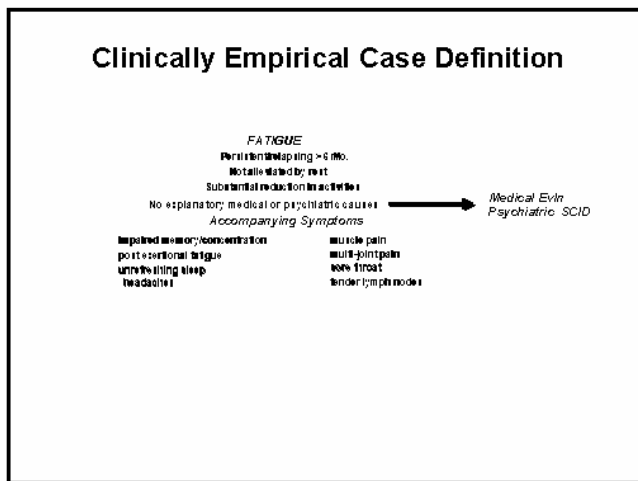 Clinically Empirical Case Definition
FATIGUE
Persistent/relapsing > 6 Mo.
Not alleviated by rest
Substantial reduction in activities
No explanatory medical or psychiatric causes
Medical Evln
Psychiatric SCID
Accompanying Symptoms
impaired memory/concentration
post exertional fatigue
unrefreshing sleep
headaches
muscle pain
multi-joint pain
sore throat
tender lymph nodes